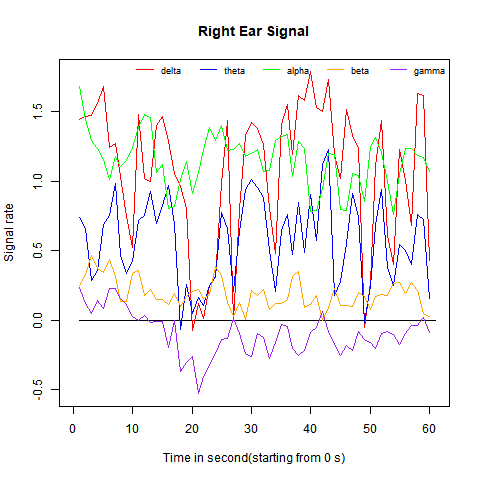 Right Ear Signal
delta theta alpha beta gamma
1.5
1.0
0.5
0.0
-0.5
Signal rate
0 10 20 30 40 50 60
Time in second(starting from 0 s)